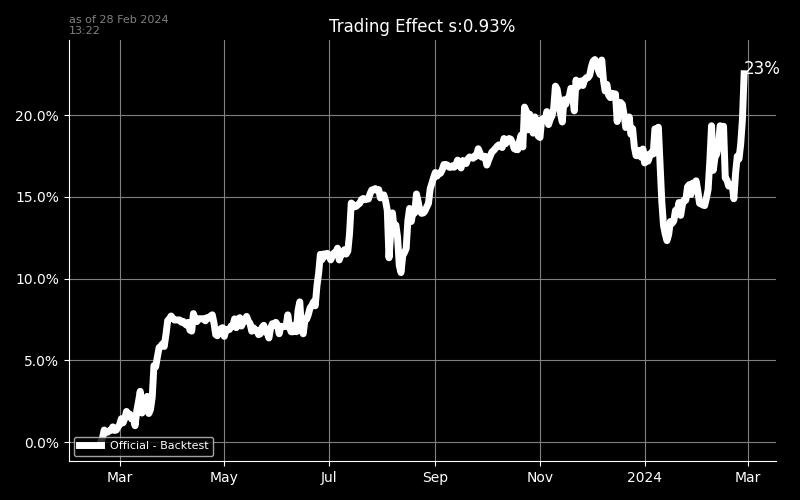 as of 28 Feb 2024
13:22
Trading Effect s:0.93%
23%
20.0%
15.0%
10.0%
5.0%
0.0%
Official - Backtest
Mar May Jul Sep Nov 2024 Mar